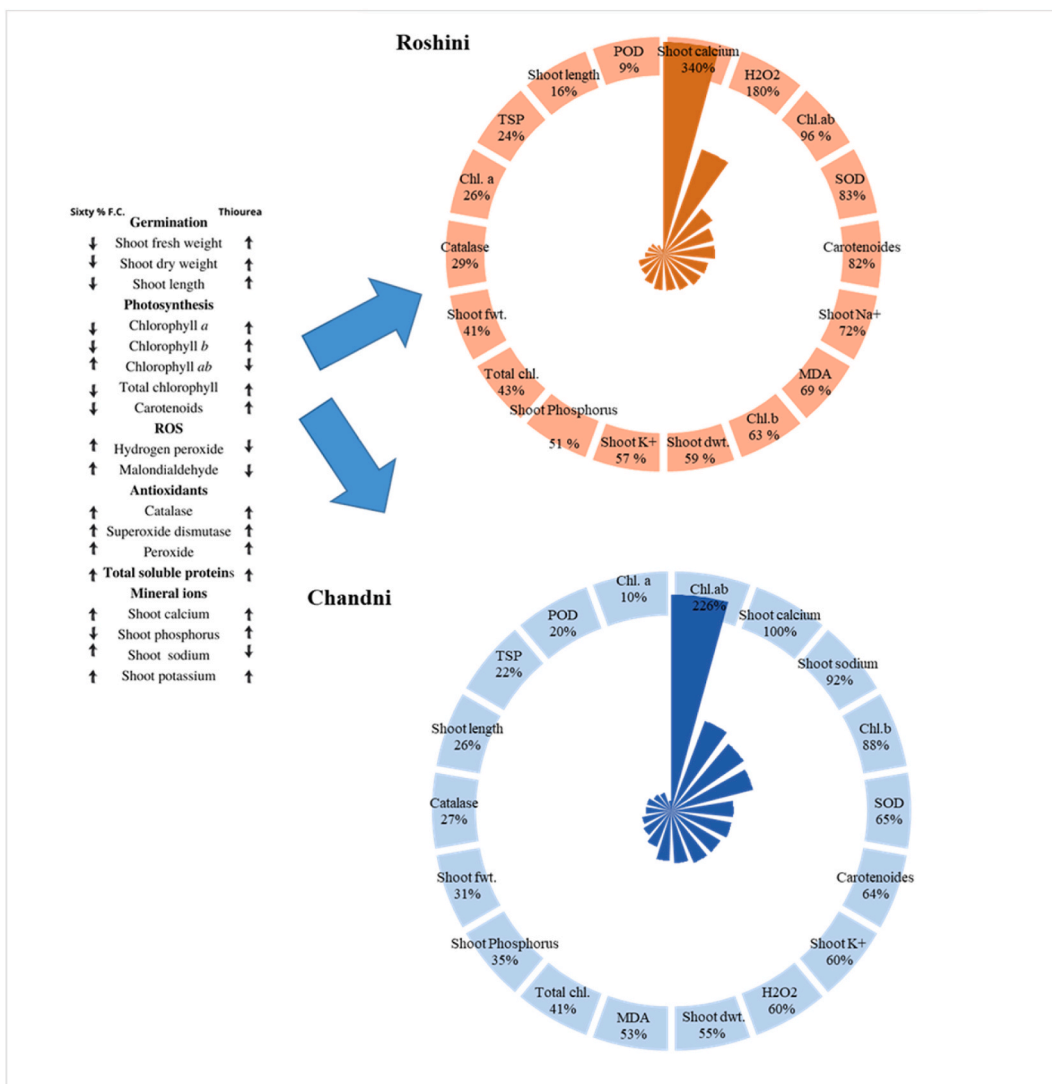 Roshini
POD
9%
Shoot calcium
340%
H2O2
180%
Chl.ab
96 %
SOD
83%
Carotenoides
82%
Shoot Na+
72%
MDA
69 %
Chl.b
63 %
Shoot dwt.
59 %
Shoot K+
57 %
Shoot Phosphorus
51 %
Total chl.
43%
Shoot fwt.
41%
Catalase
29%
Chl. a
26%
TSP
24%
Shoot length
16%
Sixty % F.C.
Thiourea
Germination
↓ Shoot fresh weight ↑
↓ Shoot dry weight ↑
↓ Shoot length ↑
Photosynthesis
↓ Chlorophyll a ↑
↓ Chlorophyll b ↑
↑ Chlorophyll ab ↓
↓ Total chlorophyll ↑
↓ Carotenoids ↑
ROS
↑ Hydrogen peroxide ↓
↑ Malondialdehyde ↓
Antioxidants
↑ Catalase ↑
↑ Superoxide dismutase ↑
↑ Peroxide ↑
↑ Total soluble proteins ↑
Mineral ions
↑ Shoot calcium ↑
↓ Shoot phosphorus ↑
↑ Shoot sodium ↓
↑ Shoot potassium ↑
Chandni
Chl. a
10%
Chl.ab
226%
Shoot calcium
100%
Shoot sodium
92%
Chl.b
88%
SOD
65%
Carotenoides
64%
Shoot K+
60%
H2O2
60%
Shoot dwt.
55%
MDA
53%
Total chl.
41%
Shoot Phosphorus
35%
Shoot fwt.
31%
Catalase
27%
Shoot length
26%
TSP
22%
POD
20%